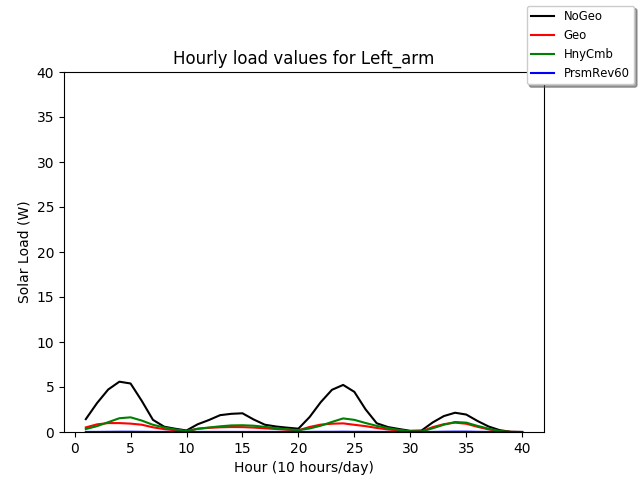 NoGeo
Geo
HnyCmb
PrsmRev60
Hourly load values for Left_arm
40
35
30
25
20
15
10
5
0
Solar Load (W)
0 5 10 15 20 25 30 35 40
Hour (10 hours/day)